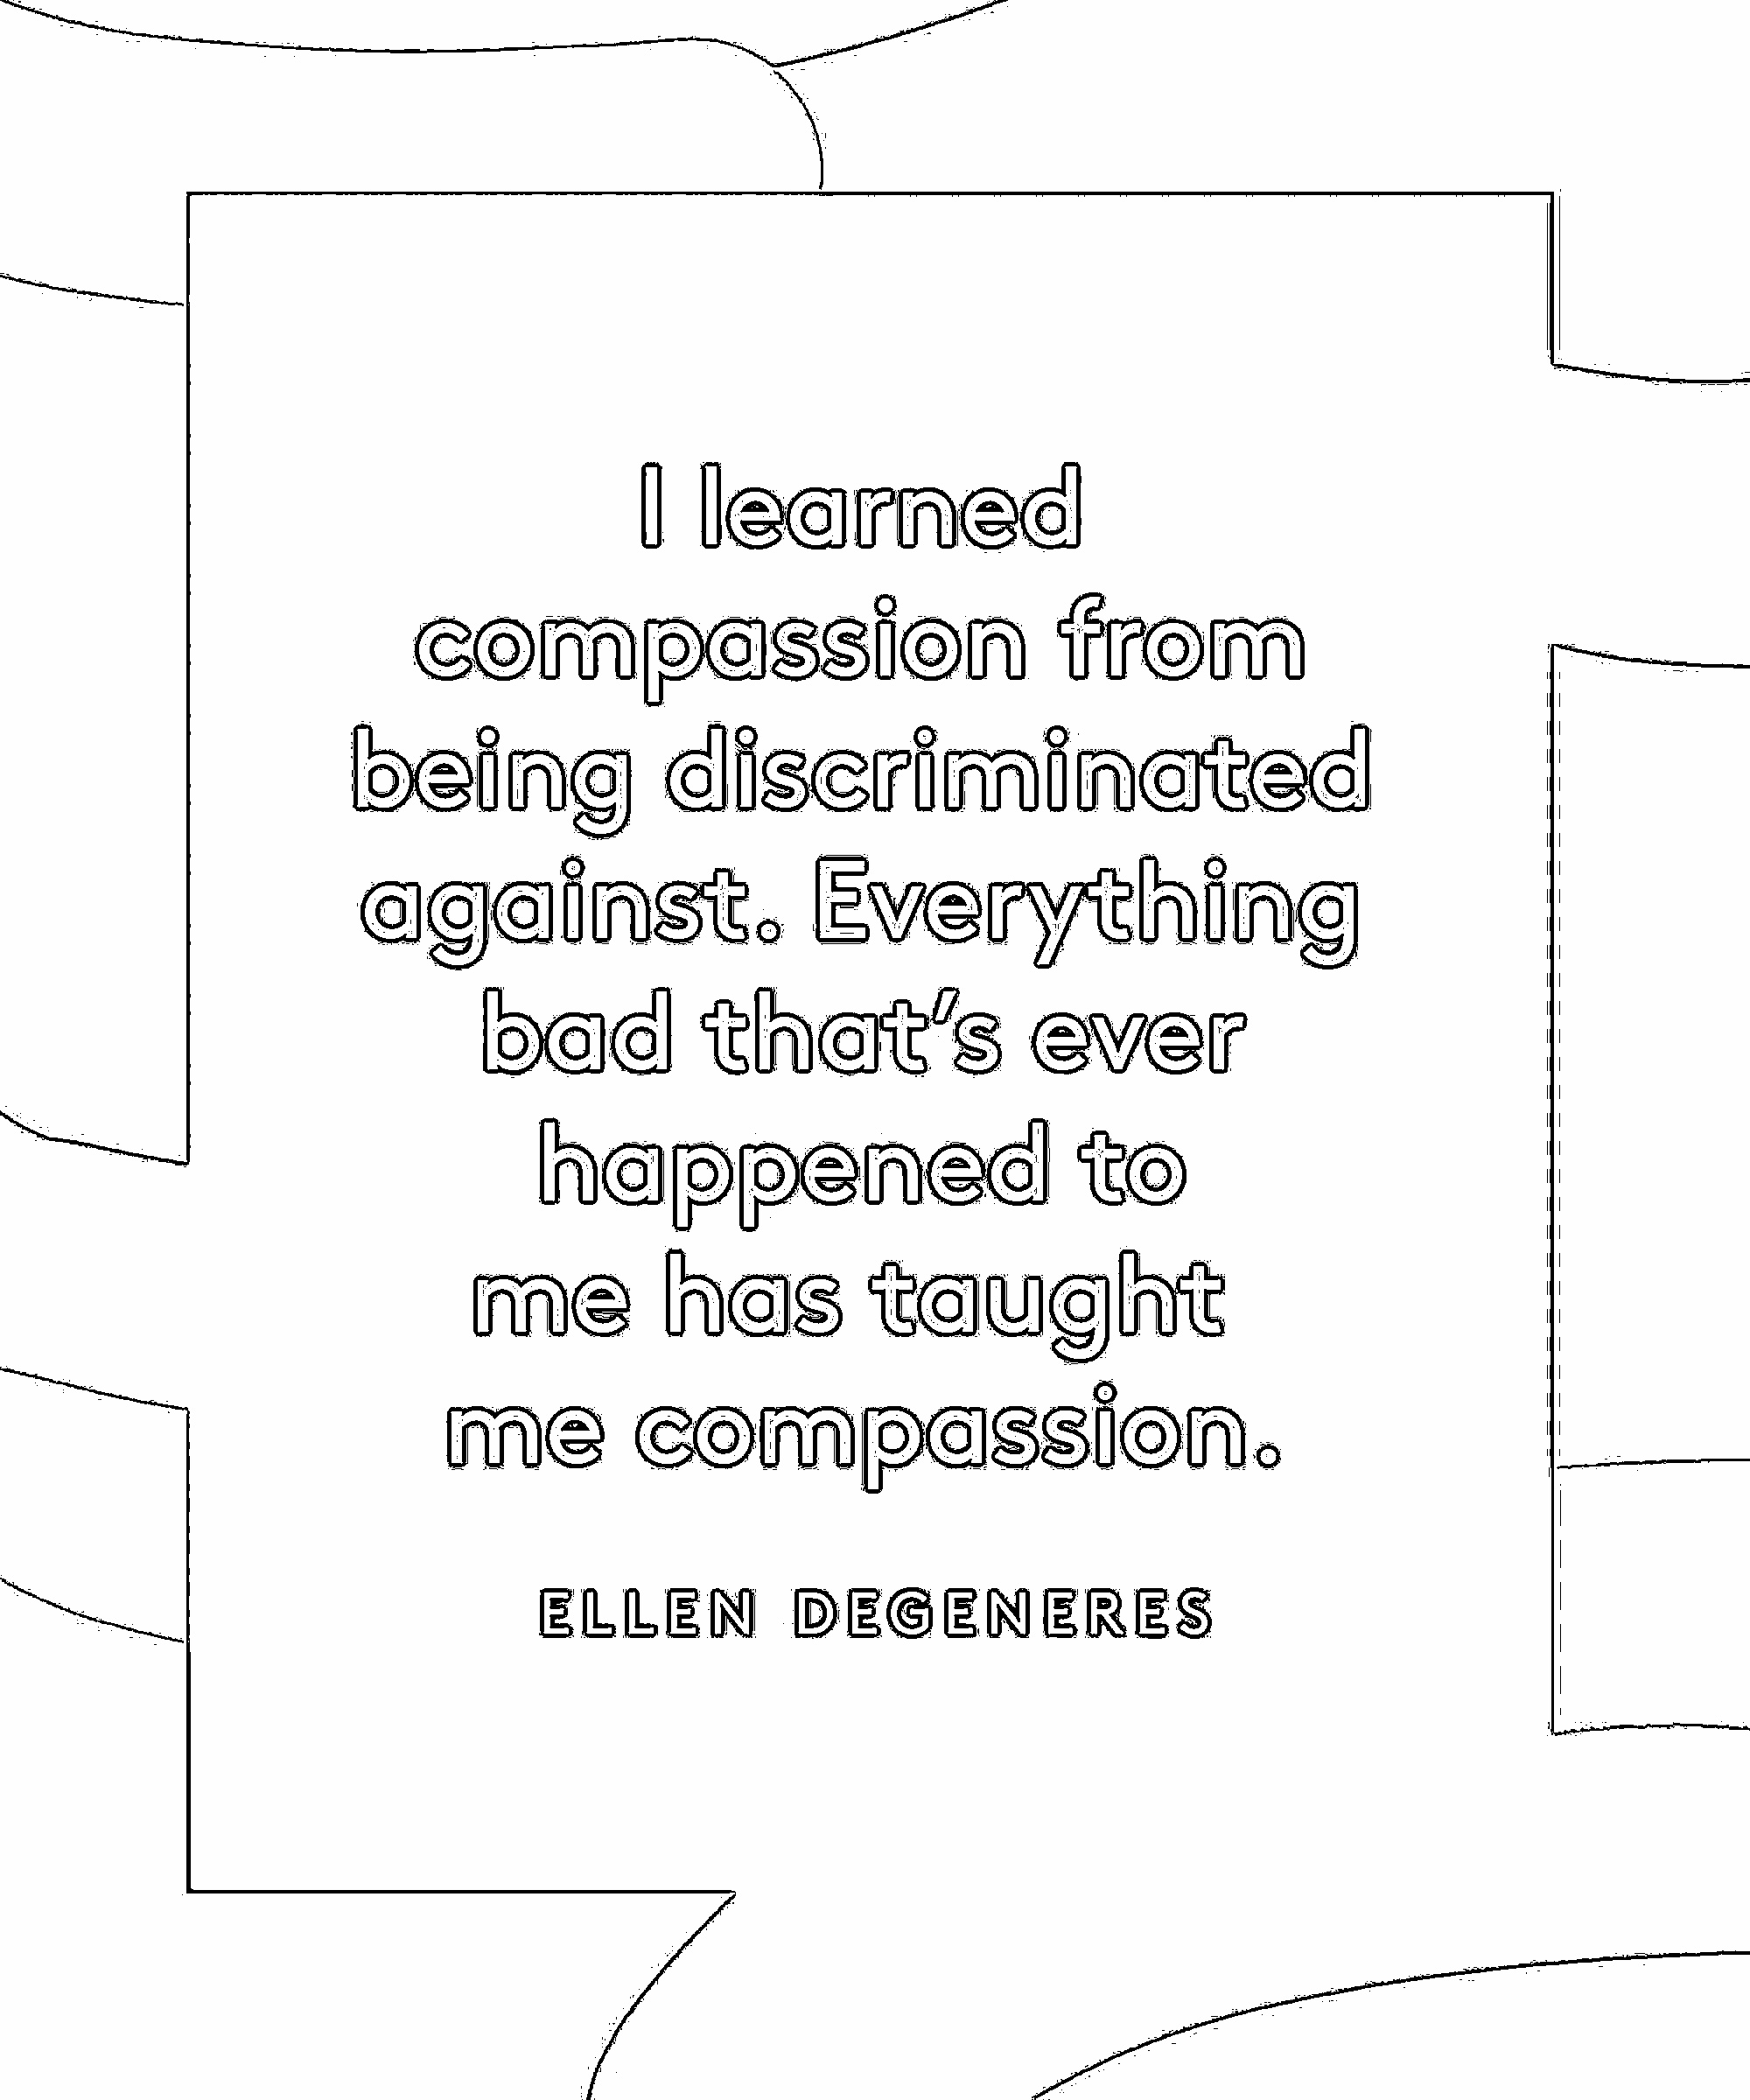 I learned
compassion from
being discriminated
against. Everything
bad that’s ever
happened to
me has taught
me compassion.
ELLEN DEGENERES